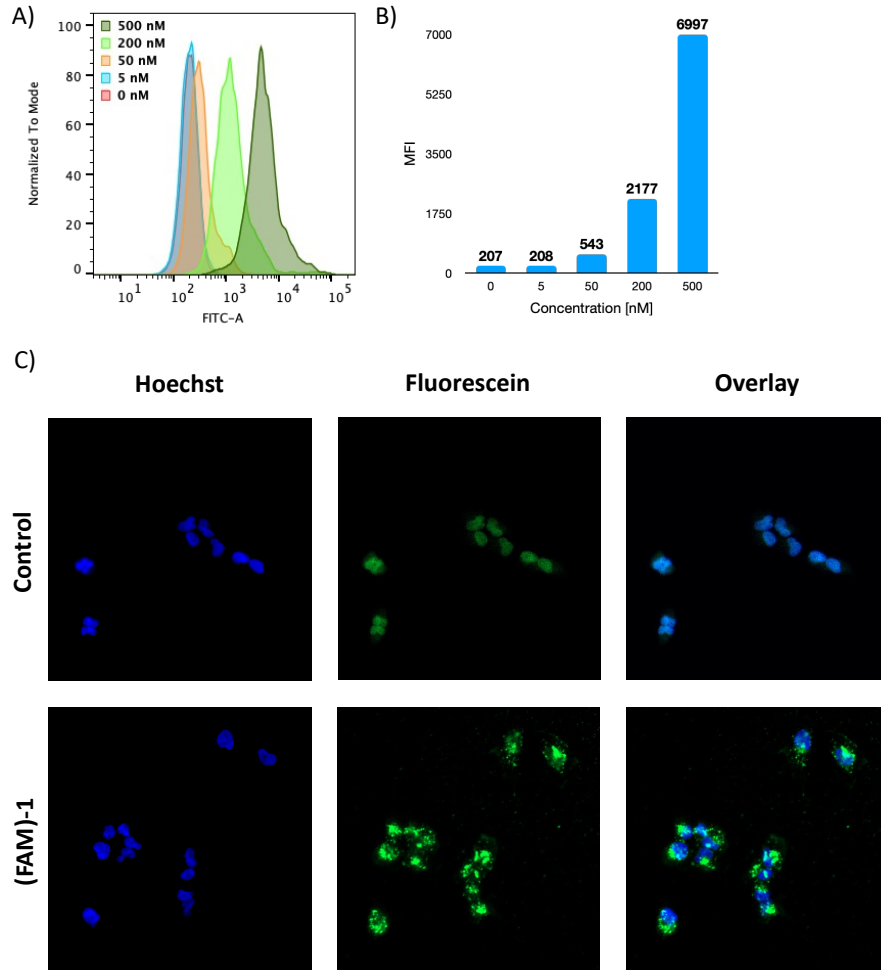 A)
100
80
60
40
20
0
Normalized To Mode
500 nM
200 nM
50 nM
5 nM
0 nM
10^1 10^2 10^3 10^4 10^5
FITC-A
B)
7000
5250
3500
1750
0
MFI
207 208 543 2177 6997
0 5 50 200 500
Concentration [nM]
C)
Hoechst Fluorescein Overlay
Control
(FAM)-1